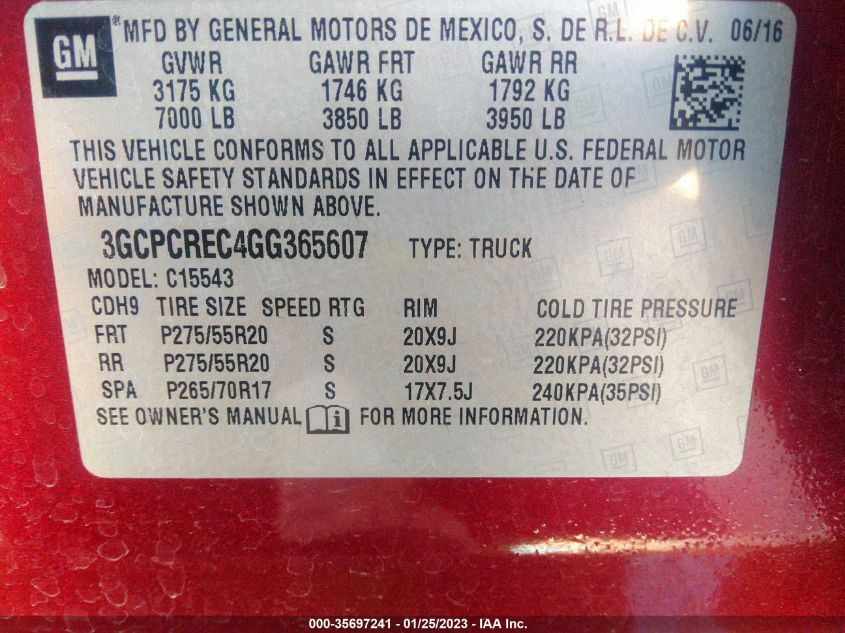 GM ® MFD BY GENERAL MOTORS DE MEXICO, S. DE R.L. DE C.V. 06/16
GVWR GAWR FRT GAWR RR
3175 KG 1746 KG 1792 KG
7000 LB 3850 LB 3950 LB
THIS VEHICLE CONFORMS TO ALL APPLICABLE U.S. FEDERAL MOTOR
VEHICLE SAFETY STANDARDS IN EFFECT ON THE DATE OF
MANUFACTURE SHOWN ABOVE.
3GCPCREC4GG365607 TYPE: TRUCK
MODEL: C15543
CDH9 TIRE SIZE SPEED RTG RIM COLD TIRE PRESSURE
FRT P275/55R20 S 20X9J 220KPA(32PSI)
RR P275/55R20 S 20X9J 220KPA(32PSI)
SPA P265/70R17 S 17X7.5J 240KPA(35PSI)
SEE OWNER'S MANUAL i FOR MORE INFORMATION.
000-35697241 - 01/25/2023 - IAA Inc.